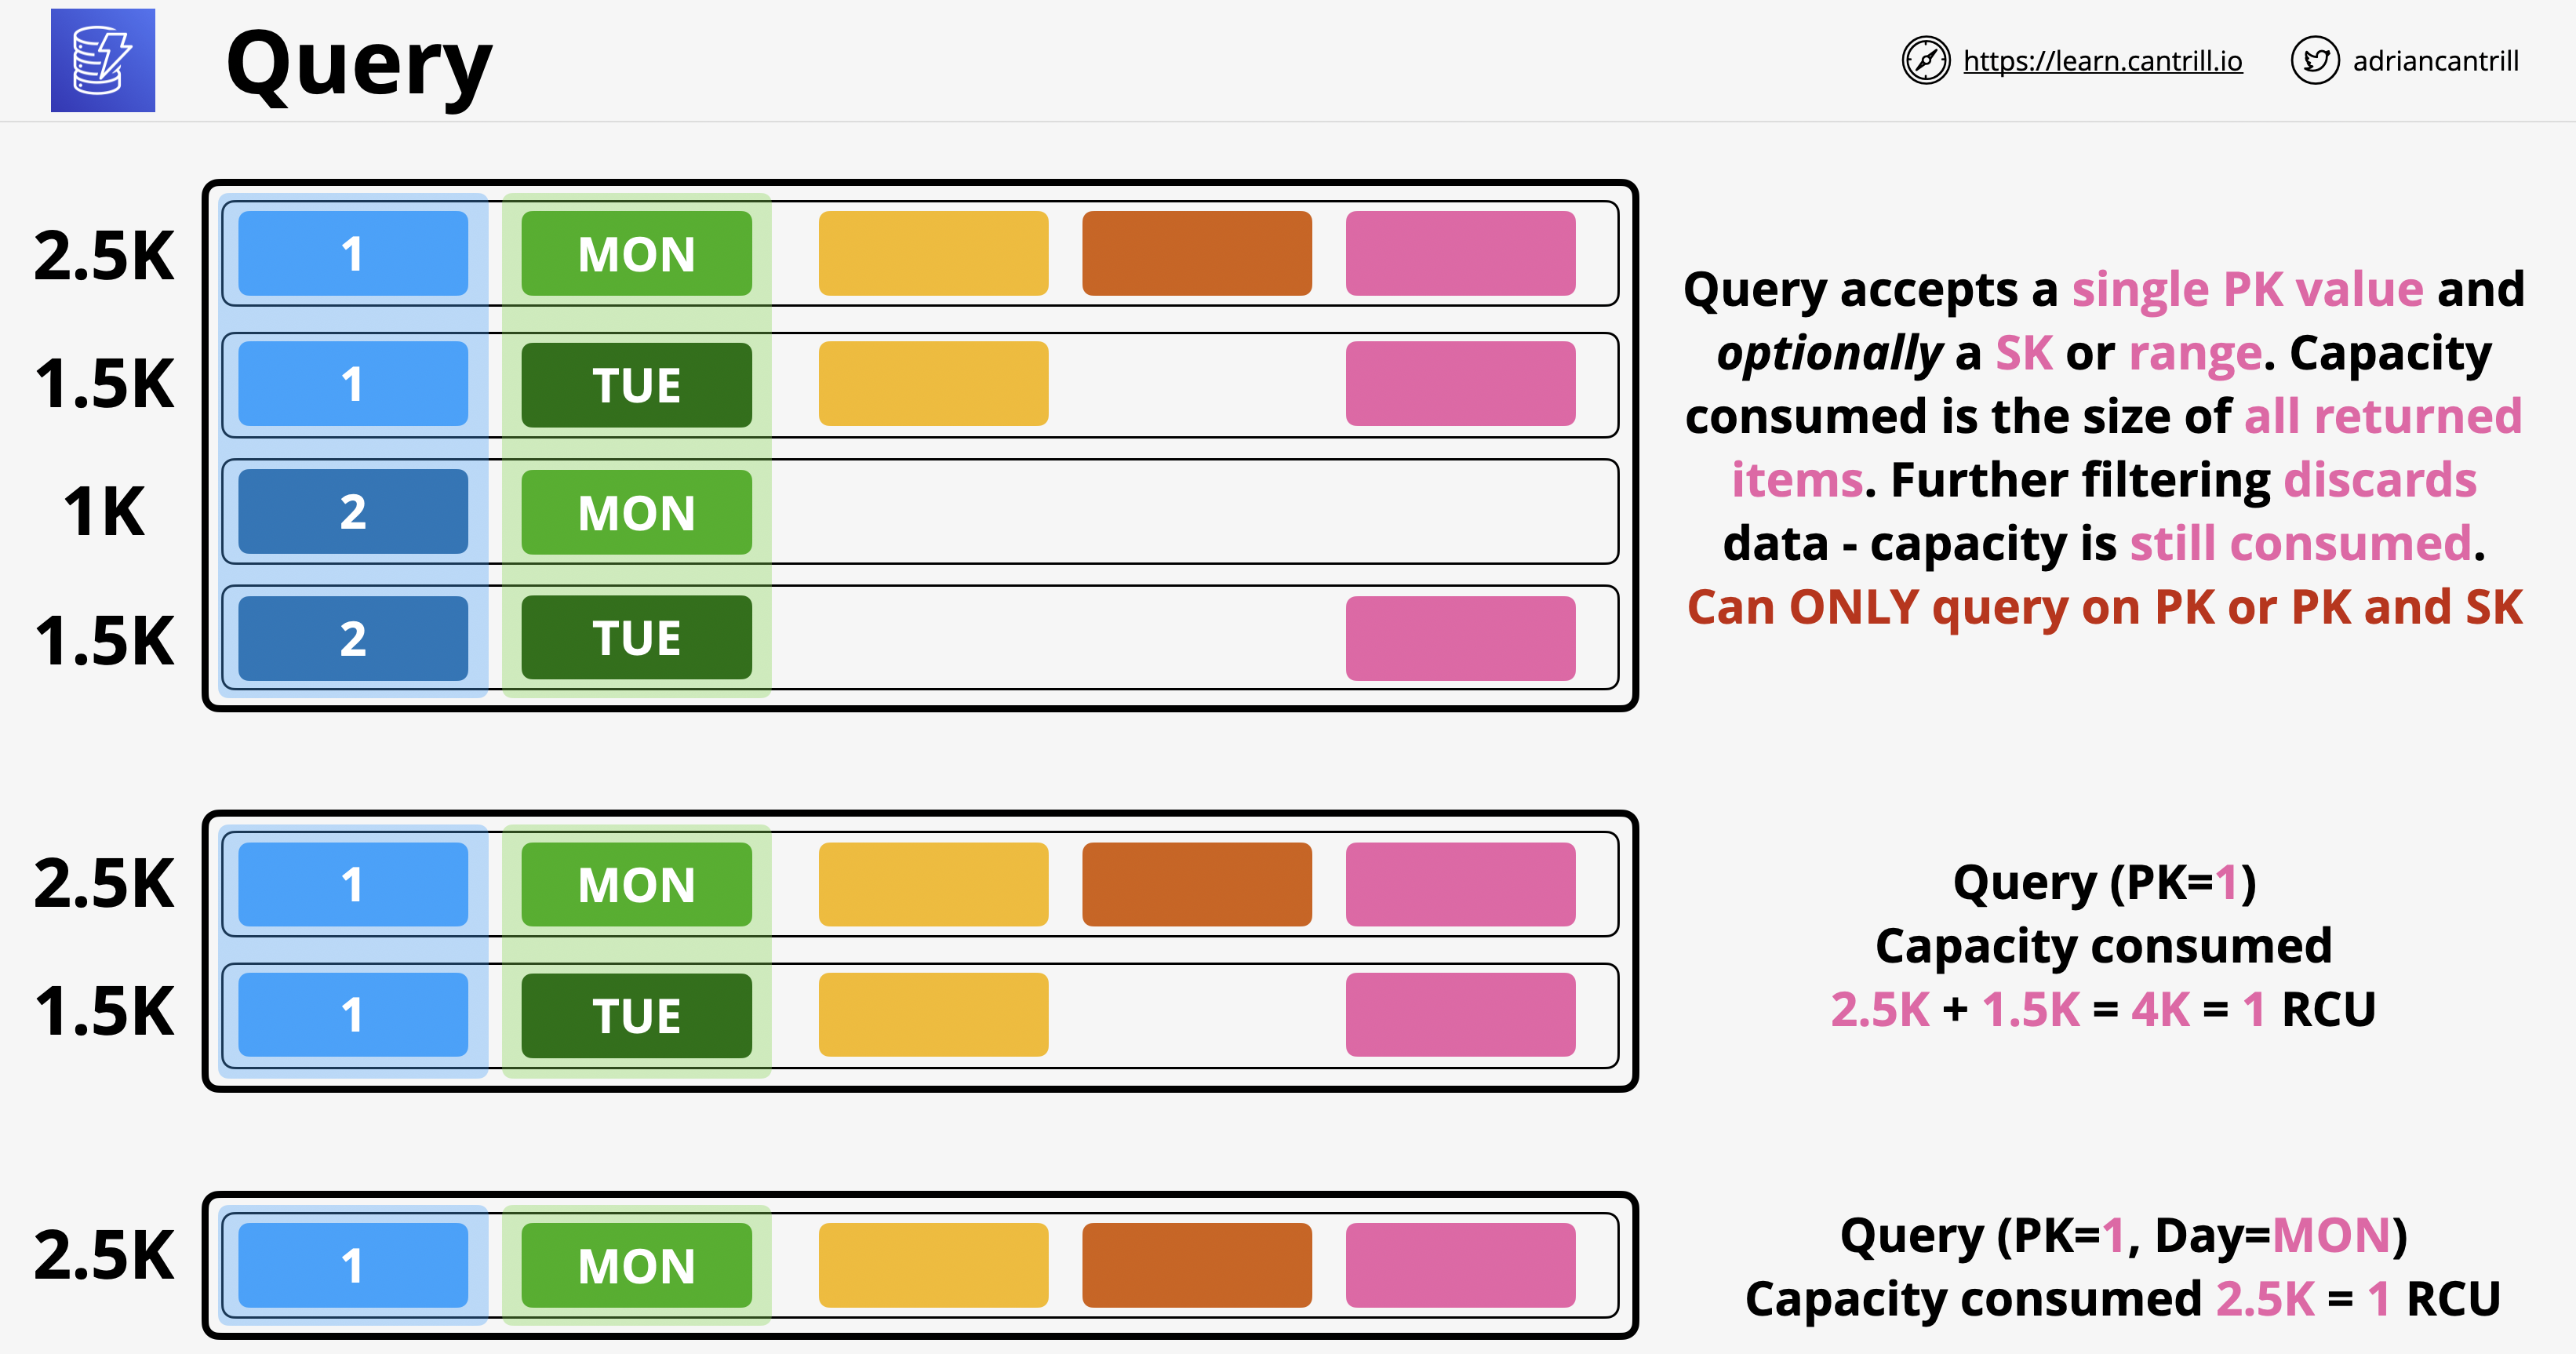 Query
https://learn.cantrill.io
adriancantrill
2.5K 1 MON
1.5K 1 TUE
1K 2 MON
1.5K 2 TUE
Query accepts a single PK value and
optionally a SK or range. Capacity
consumed is the size of all returned
items. Further filtering discards
data - capacity is still consumed.
Can ONLY query on PK or PK and SK
2.5K 1 MON
1.5K 1 TUE
Query (PK=1)
Capacity consumed
2.5K + 1.5K = 4K = 1 RCU
2.5K 1 MON
Query (PK=1, Day=MON)
Capacity consumed 2.5K = 1 RCU